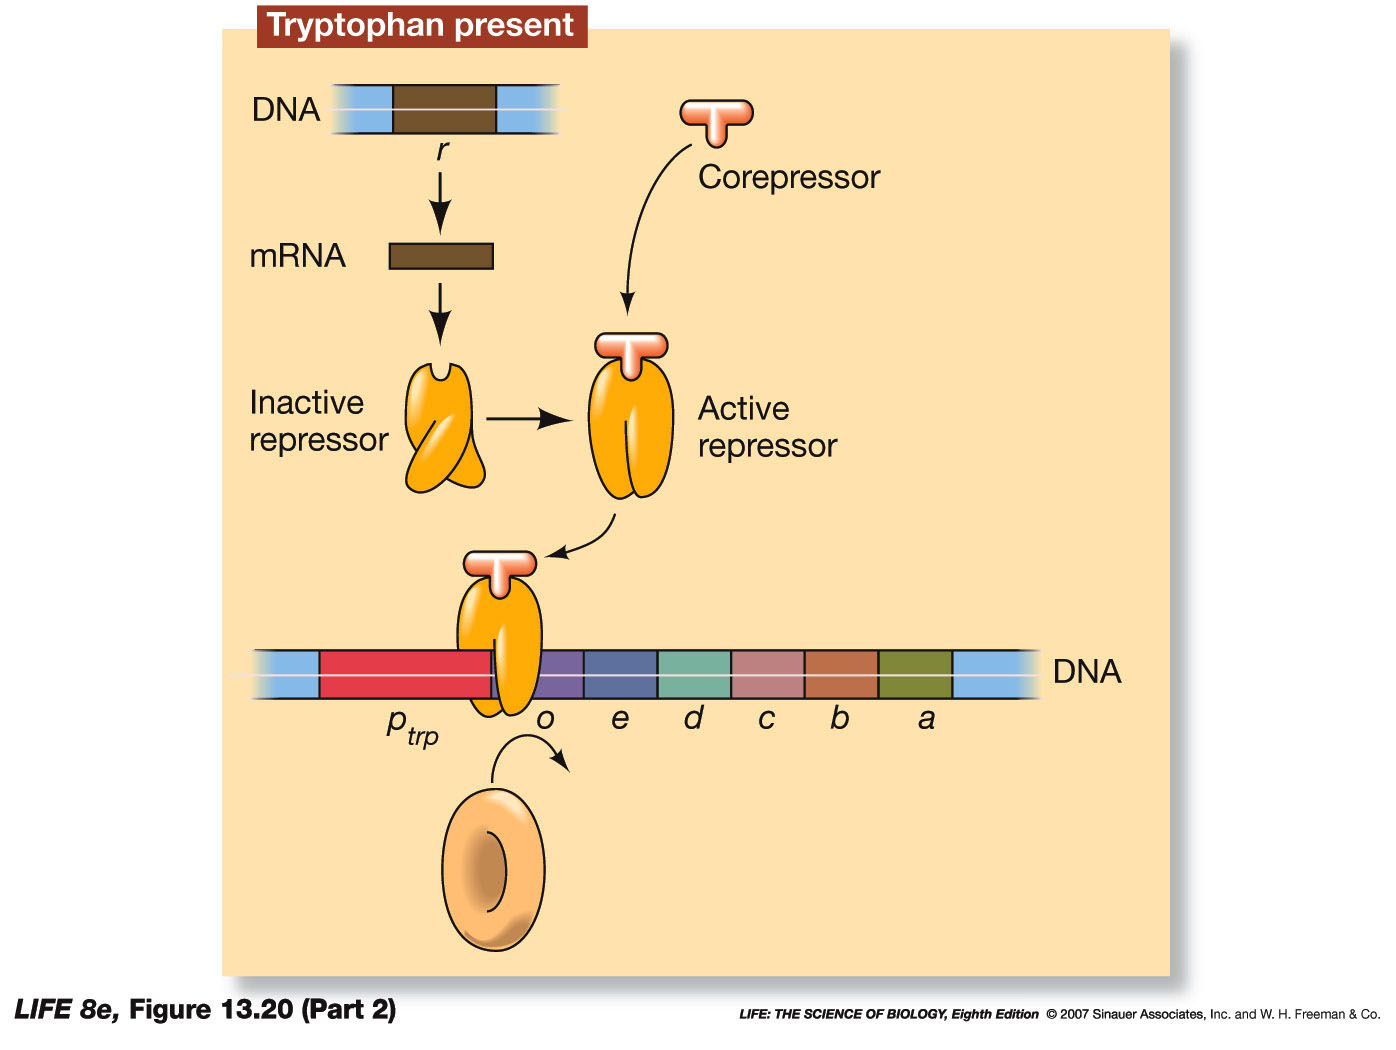 Tryptophan present
DNA
r
Corepressor
mRNA
Inactive
repressor
Active
repressor
DNA
p trp
o e d c b a
LIFE 8e, Figure 13.20 (Part 2)
LIFE: THE SCIENCE OF BIOLOGY, Eighth Edition © 2007 Sinauer Associates, Inc. and W. H. Freeman & Co.